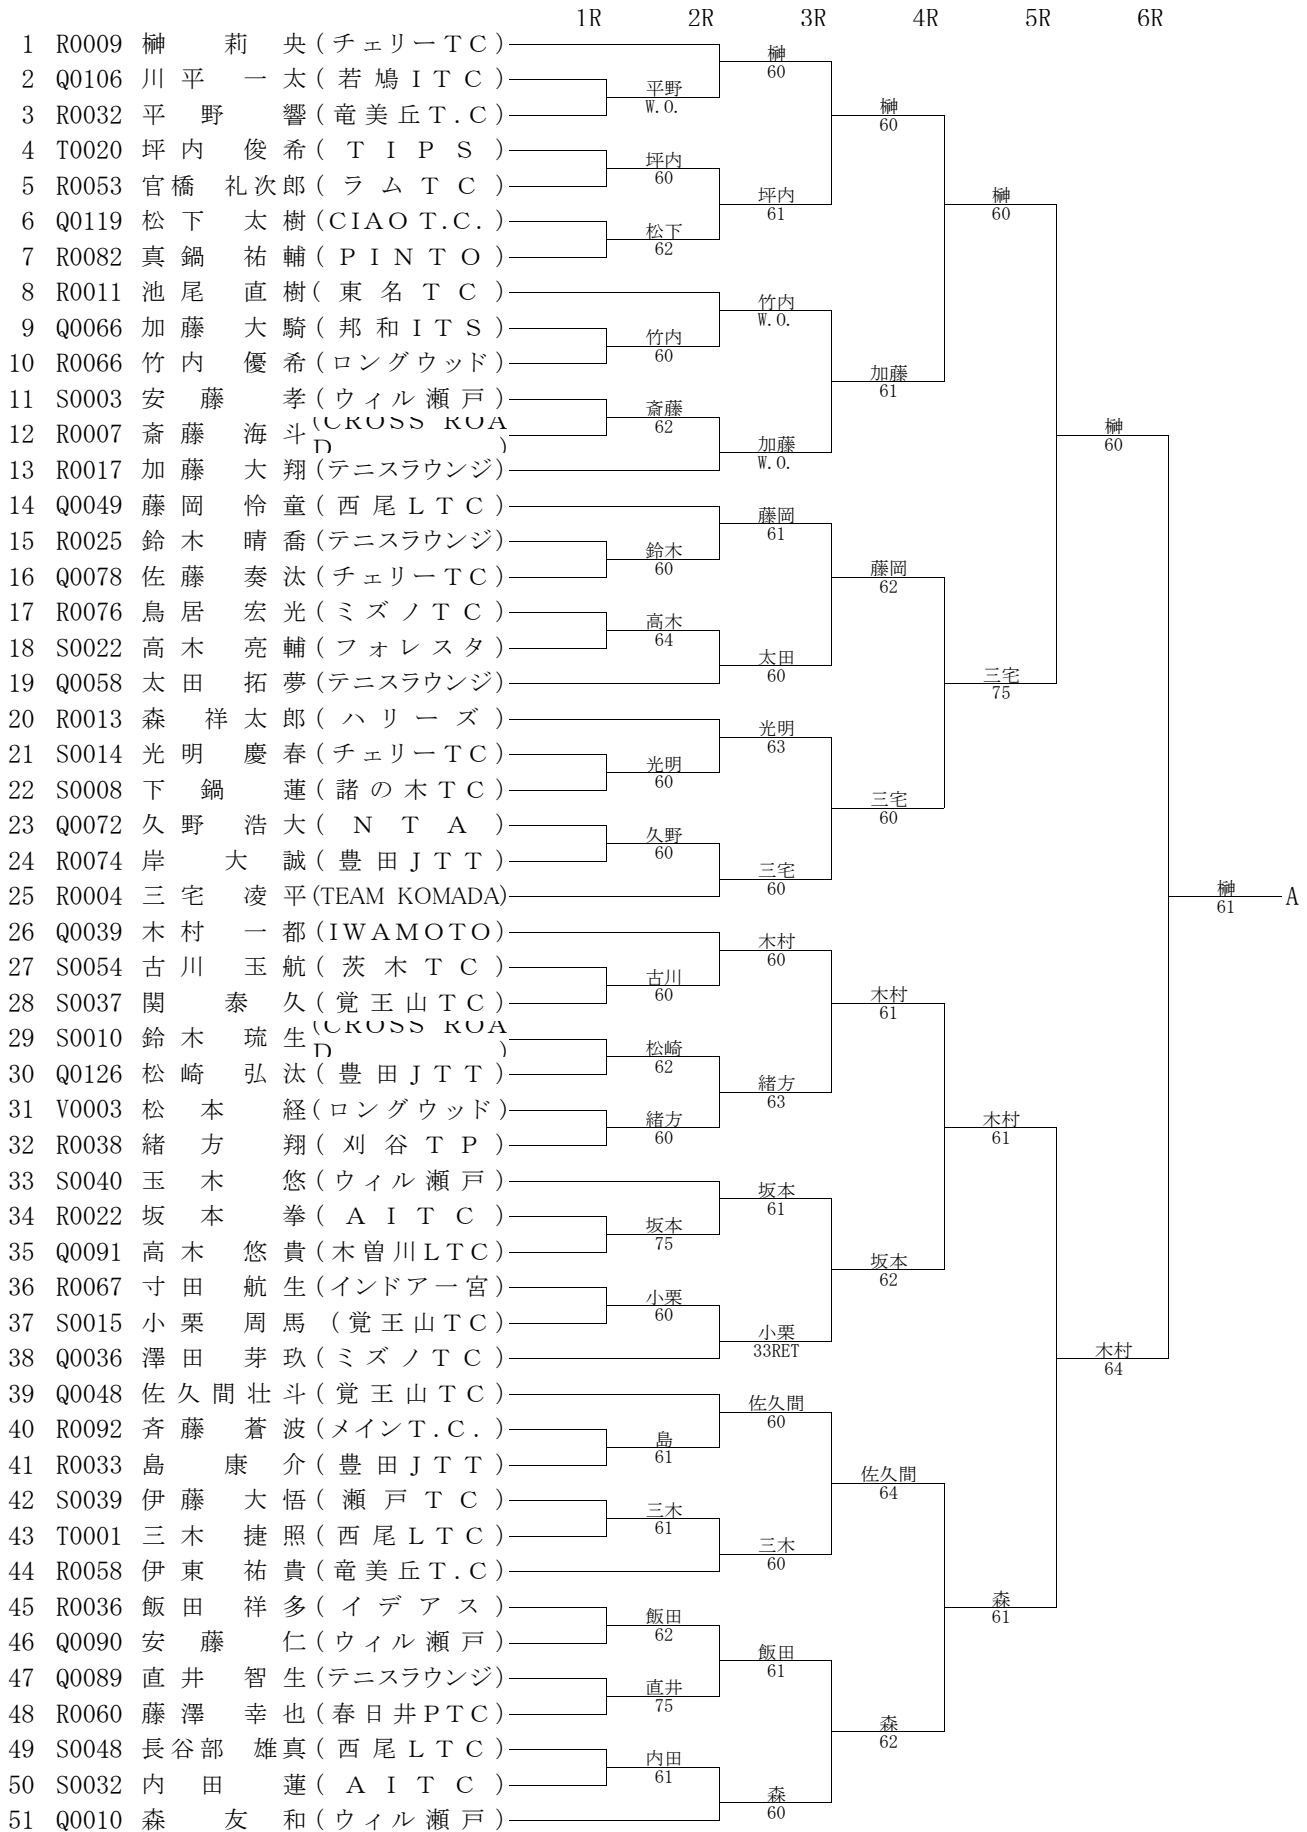 1R 2R 3R 4R 5R 6R
1 R0009 榊 莉 央 (チェリーTC)
榊
60
2 Q0106 川 平 一 太 (若鳩ITC)
平野
W.O.
3 R0032 平 野 響 (竜美丘T.C)
榊
60
4 T0020 坪 内 俊 希 (TIPS)
坪内
60
5 R0053 官橋 礼次郎 (ラムTC)
坪内
61
榊
60
6 Q0119 松 下 太 樹 (CIAO T.C.)
松下
62
7 R0082 真 鍋 祐 輔 (PINTO)
8 R0011 池 尾 直 樹 (東名TC)
竹内
W.O.
9 Q0066 加 藤 大 騎 (邦和ITS)
竹内
60
10 R0066 竹 内 優 希 (ロングウッド)
加藤
61
11 S0003 安 藤 孝 (ウィル瀬戸)
斎藤
62
12 R0007 斎 藤 海 斗 (CROSS ROAD)
加藤
W.O.
榊
60
13 R0017 加 藤 大 翔 (テニスラウンジ)
14 Q0049 藤 岡 怜 童 (西尾LTC)
藤岡
61
15 R0025 鈴 木 晴 喬 (テニスラウンジ)
鈴木
60
16 Q0078 佐 藤 奏 汰 (チェリーTC)
藤岡
62
17 R0076 鳥 居 宏 光 (ミズノTC)
高木
64
18 S0022 高 木 亮 輔 (フォレスタ)
太田
60
19 Q0058 太 田 拓 夢 (テニスラウンジ)
三宅
75
20 R0013 森 祥 太 郎 (ハリーズ)
光明
63
21 S0014 光 明 慶 春 (チェリーTC)
光明
60
22 S0008 下 鍋 蓮 (諸の木TC)
三宅
60
23 Q0072 久 野 浩 大 (NTA)
久野
60
24 R0074 岸 大 誠 (豊田JTT)
三宅
60
25 R0004 三 宅 凌 平 (TEAM KOMADA)
榊
61
A
26 Q0039 木 村 一 都 (IWAMOTO)
木村
60
27 S0054 古 川 玉 航 (茨木TC)
古川
60
28 S0037 関 泰 久 (覚王山TC)
木村
61
29 S0010 鈴 木 琉 生 (CROSS ROAD)
松崎
62
30 Q0126 松 崎 弘 汰 (豊田JTT)
緒方
63
31 V0003 松 本 経 (ロングウッド)
緒方
60
木村
61
32 R0038 緒 方 翔 (刈谷TP)
33 S0040 玉 木 悠 (ウィル瀬戸)
坂本
61
34 R0022 坂 本 拳 (AITC)
坂本
75
35 Q0091 高 木 悠 貴 (木曽川LTC)
坂本
62
36 R0067 寸 田 航 生 (インドアー宮)
小栗
60
37 S0015 小 栗 周 馬 (覚王山TC)
小栗
33RET
38 Q0036 澤 田 芽 玖 (ミズノTC)
木村
64
39 Q0048 佐久間壮斗 (覚王山TC)
佐久間
60
40 R0092 斉 藤 蒼 波 (メインT.C.)
島
61
41 R0033 島 康 介 (豊田JTT)
佐久間
64
42 S0039 伊 藤 大 悟 (瀬戸TC)
三木
61
43 T0001 三 木 捷 照 (西尾LTC)
三木
60
44 R0058 伊 東 祐 貴 (竜美丘T.C)
森
61
45 R0036 飯 田 祥 多 (イデアス)
飯田
62
46 Q0090 安 藤 仁 (ウィル瀬戸)
飯田
61
47 Q0089 直 井 智 生 (テニスラウンジ)
直井
75
48 R0060 藤 澤 幸 也 (春日井PTC)
森
62
49 S0048 長谷部 雄真 (西尾LTC)
内田
61
50 S0032 内 田 蓮 (AITC)
森
60
51 Q0010 森 友 和 (ウィル瀬戸)